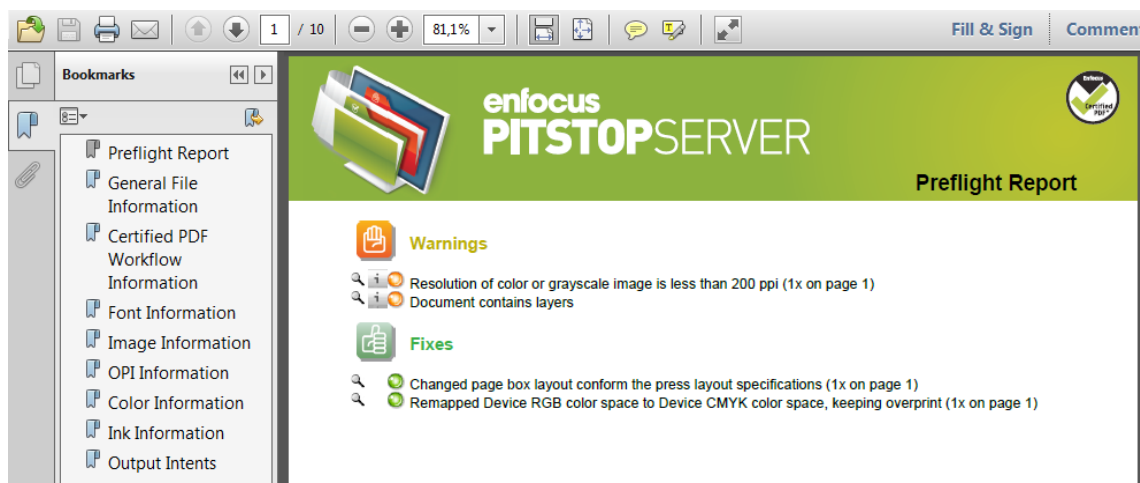 1 / 10 81,1% Fill & Sign Commen
Bookmarks
Preflight Report
General File
Information
Certified PDF
Workflow
Information
Font Information
Image Information
OPI Information
Color Information
Ink Information
Output Intents
enfocus
PITSTOPSERVER
Enfocus
Certified
PDF
Preflight Report
Warnings
Resolution of color or grayscale image is less than 200 ppi (1x on page 1)
Document contains layers
Fixes
Changed page box layout conform the press layout specifications (1x on page 1)
Remapped Device RGB color space to Device CMYK color space, keeping overprint (1x on page 1)